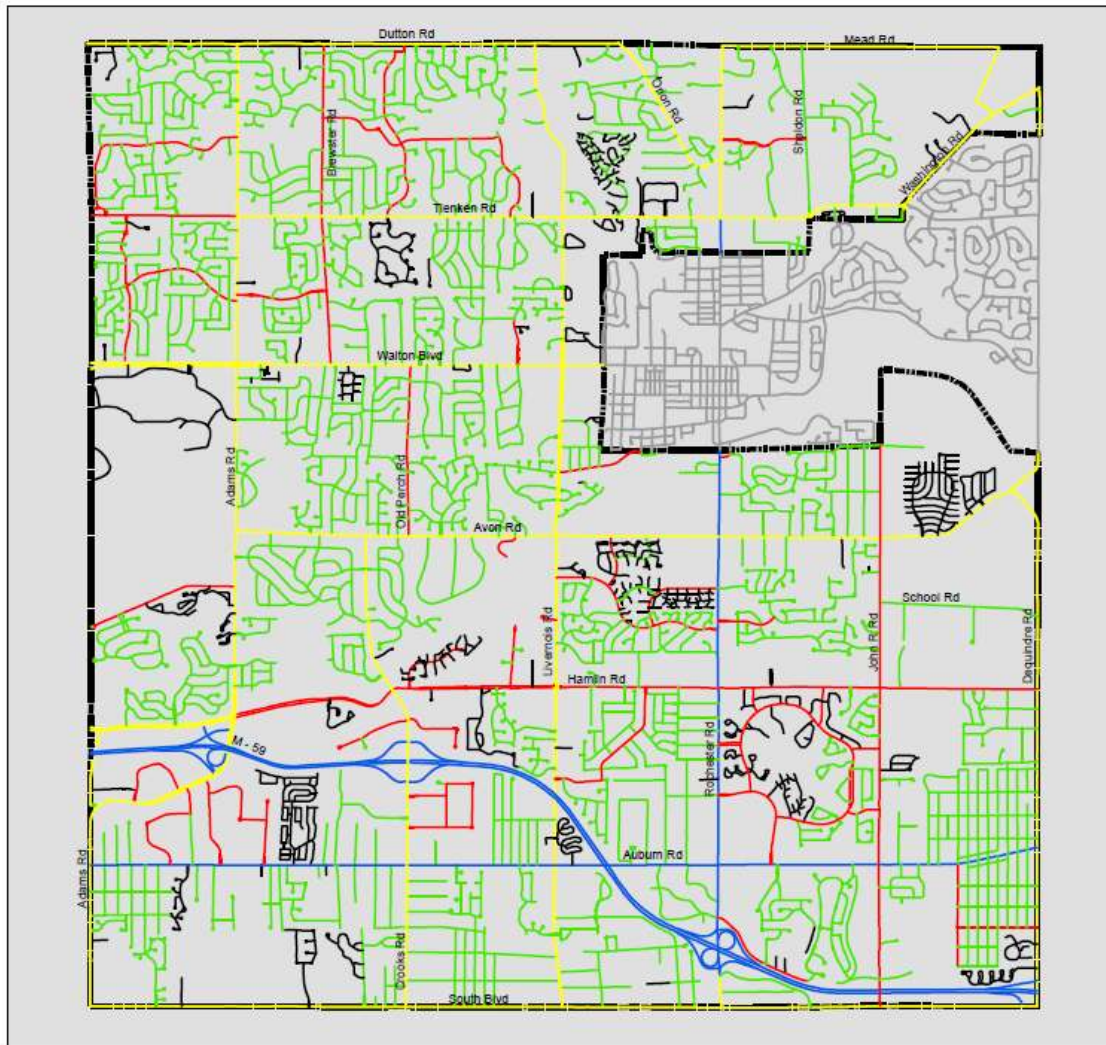 Dutton Rd
Mead Rd
Orion Rd
Sheldon Rd
Brewster Rd
Washington Rd
Tienken Rd
Walton Blvd
Adams Rd
Old Perch Rd
Avon Rd
School Rd
Livernois Rd
John R Rd
Dequindre Rd
Hamlin Rd
M - 59
Rochester Rd
Auburn Rd
Adams Rd
Crooks Rd
South Blvd